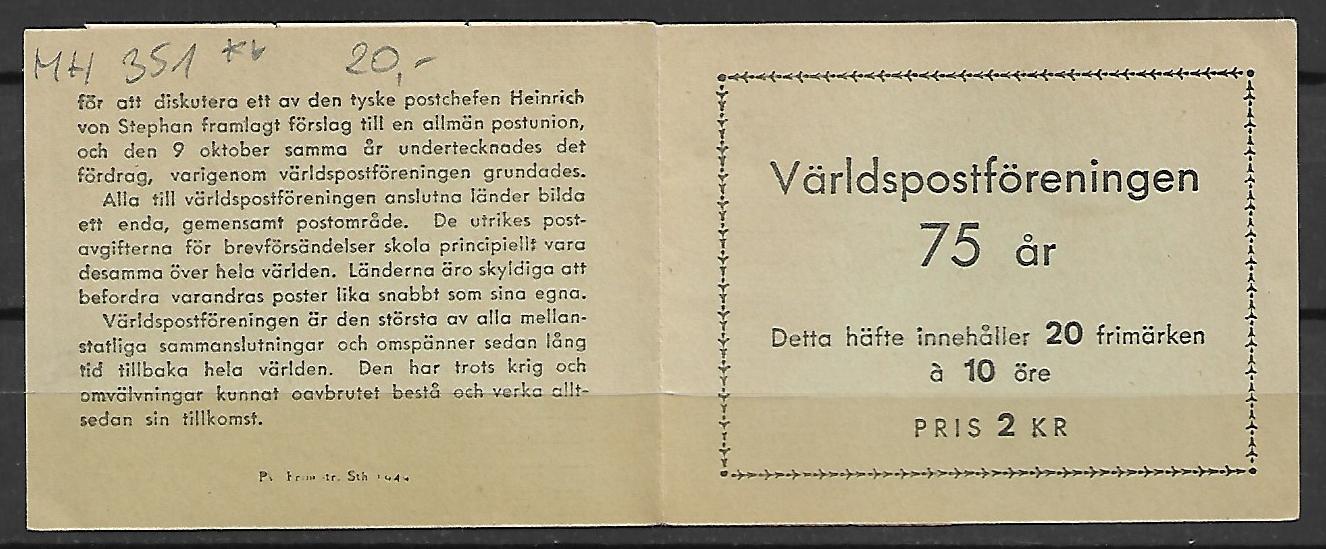 MH 351 ** 20,-
för att diskutera ett av den tyske postchefen Heinrich
von Stephan framlagt förslag till en allmän postunion,
och den 9 oktober samma år undertecknades det
fördrag, varigenom världspostföreningen grundades.
Alla till världspostföreningen anslutna länder bilda
ett enda, gemensamt postområde. De utrikes post-
avgifterna för brevförsändelser skola principiellt vara
desamma över hela världen. Länderna äro skyldiga att
befordra varandras poster lika snabbt som sina egna.
Världspostföreningen är den största av alla mellan-
statliga sammanslutningar och omspänner sedan lång
tid tillbaka hela världen. Den har trots krig och
omvälvningar kunnat oavbrutet bestå och verka allt-
sedan sin tillkomst.
Sth
Världspostföreningen
75 år
Detta häfte innehåller 20 frimärken
à 10 öre
PRIS 2 KR